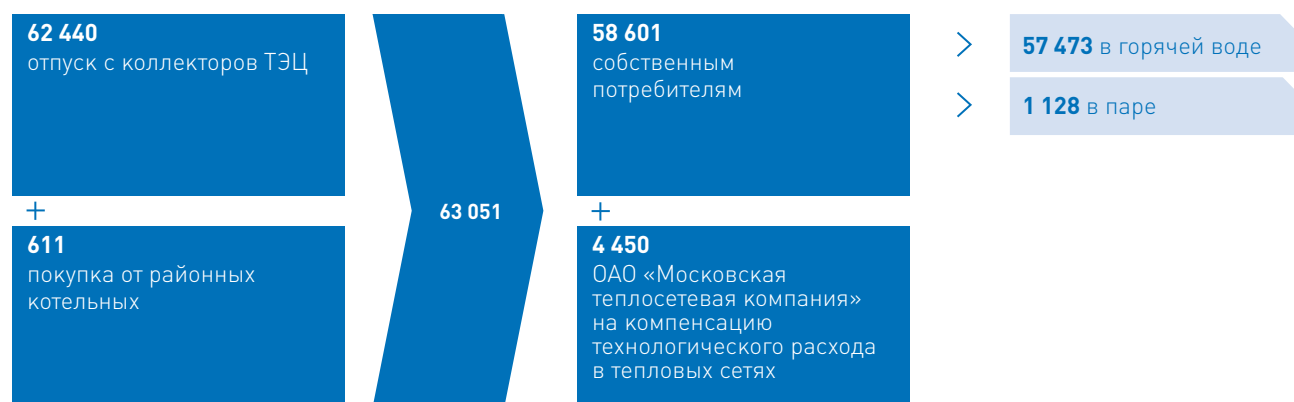 62 440
отпуск с коллекторов ТЭЦ
+
611
покупка от районных
котельных
63 051
58 601
собственным
потребителям
+
4 450
ОАО «Московская
теплосетевая компания»
на компенсацию
технологического расхода
в тепловых сетях
57 473 в горячей воде
1 128 в паре